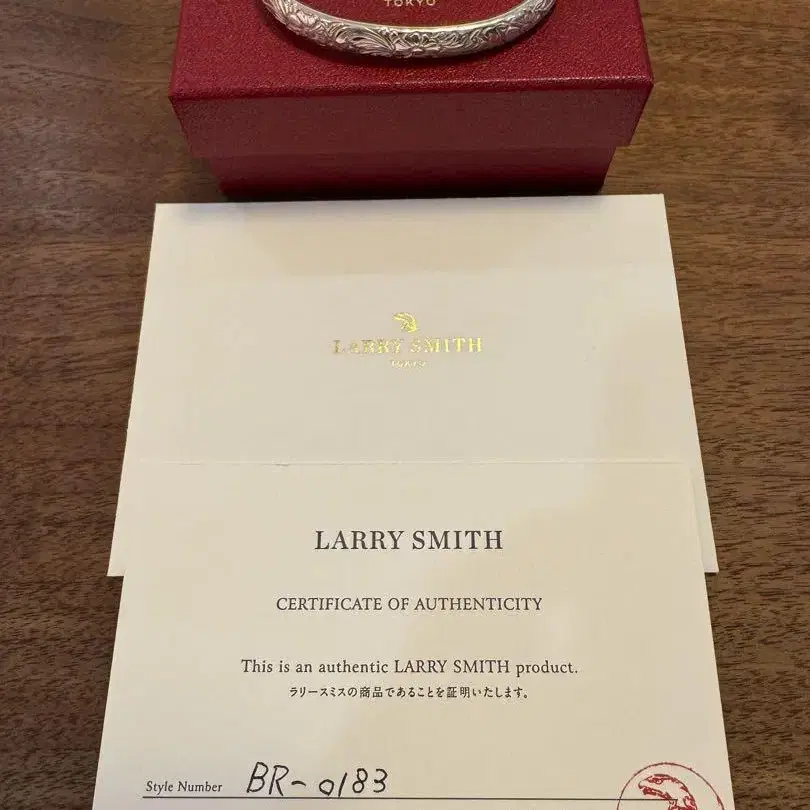 TOKYO
LARRY SMITH
TOKYO
LARRY SMITH
CERTIFICATE OF AUTHENTICITY
This is an authentic LARRY SMITH product.
ラリースミスの商品であることを証明いたします。
Style Number BR-0183